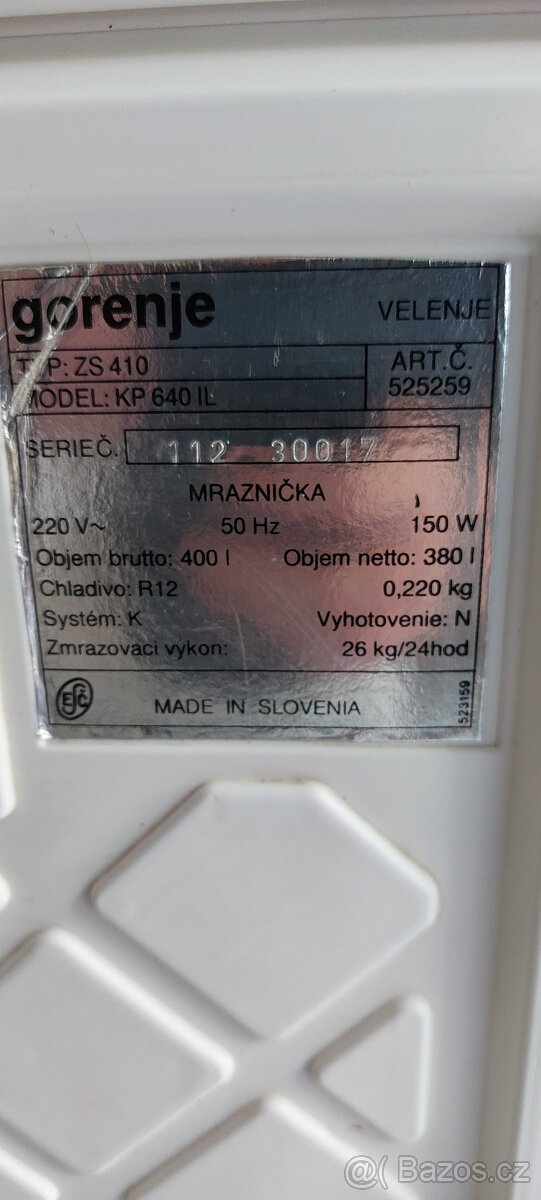 gorenje VELENJE
TYP: ZS 410 ART.Č.
MODEL: KP 640 IL 525259
SERIEČ. 112 30017
MRAZNIČKA
220 V~ 50 Hz 150 W
Objem brutto: 400 l Objem netto: 380 l
Chladivo: R12 0,220 kg
Systém: K Vyhotovenie: N
Zmrazovaci výkon: 26 kg/24hod
EČS MADE IN SLOVENIA
523159
@( Bazos.cz